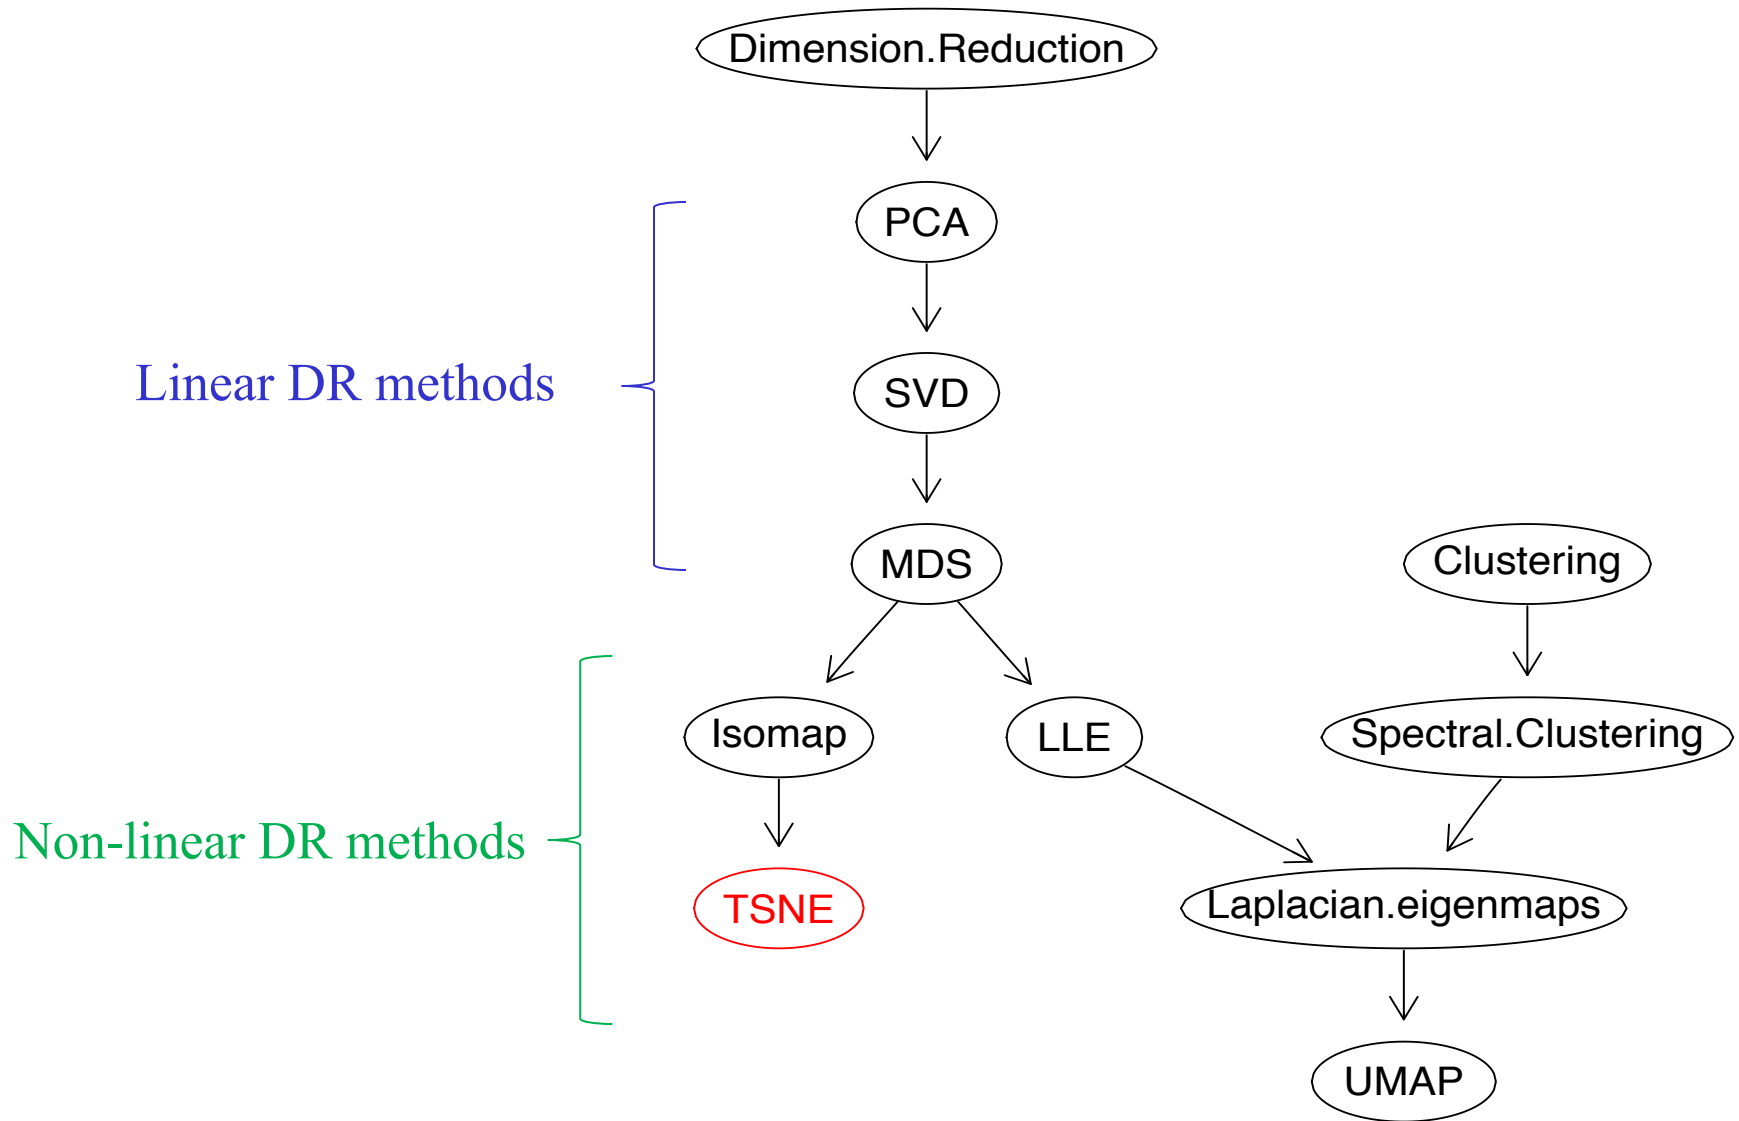 Dimension.Reduction
PCA
Linear DR methods
SVD
MDS
Clustering
Isomap
LLE
Spectral.Clustering
Non-linear DR methods
TSNE
Laplacian.eigenmaps
UMAP